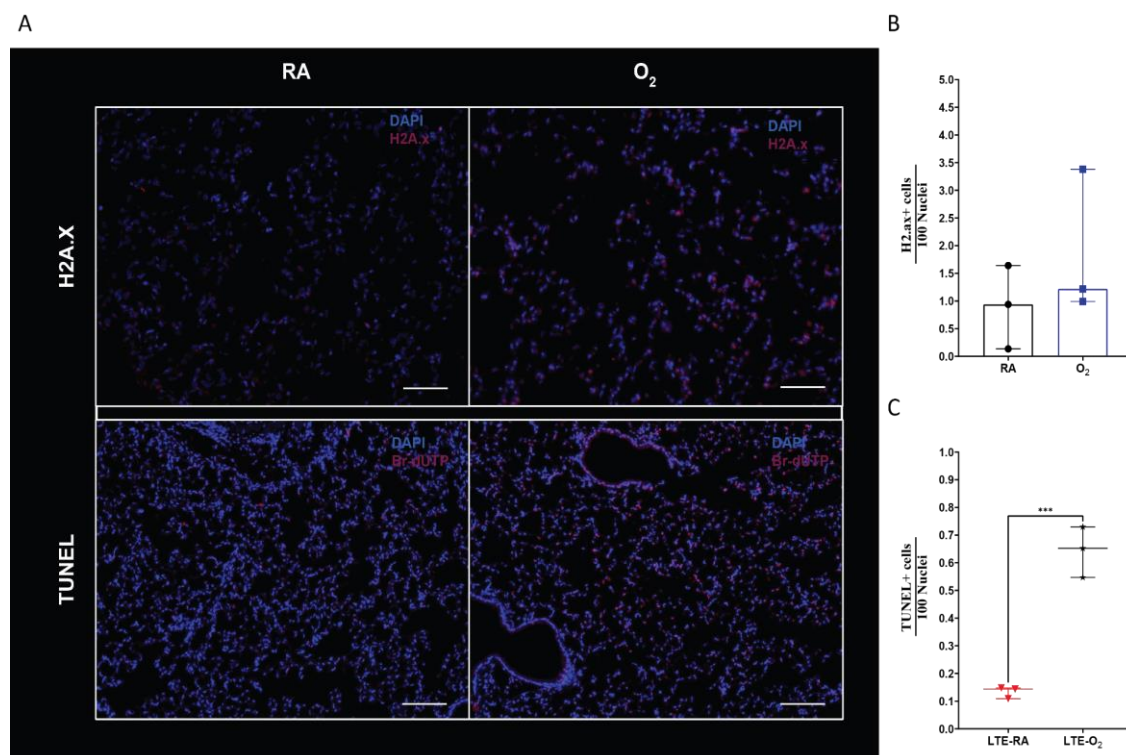 A
RA
O₂
H2A.X
DAPI
H2A.x
DAPI
H2A.x
TUNEL
DAPI
Br-dUTP
DAPI
Br-dUTP
B
H2.ax+ cells
100 Nuclei
5.0
4.5
4.0
3.5
3.0
2.5
2.0
1.5
1.0
0.5
0.0
RA
O₂
C
TUNEL+ cells
100 Nuclei
1.0
0.9
0.8
0.7
0.6
0.5
0.4
0.3
0.2
0.1
0.0
***
LTE-RA
LTE-O₂